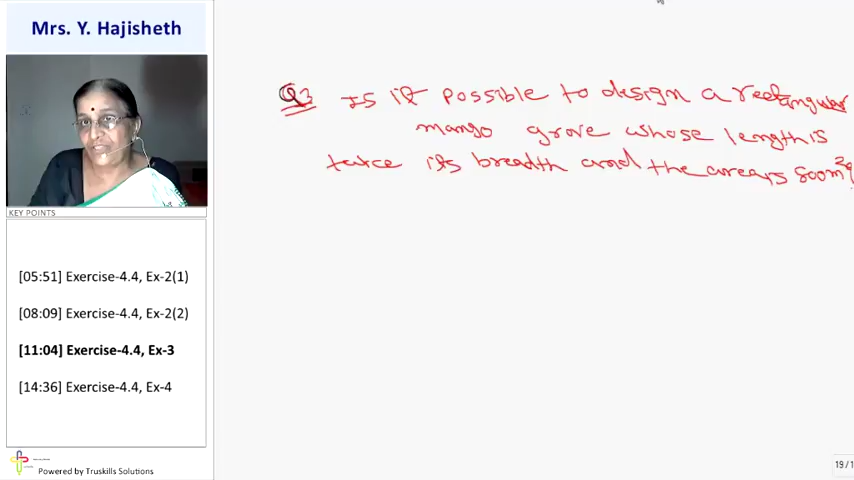 Mrs. Y. Hajisheth
KEY POINTS
[05:51] Exercise-4.4, Ex-2(1)
[08:09] Exercise-4.4, Ex-2(2)
[11:04] Exercise-4.4, Ex-3
[14:36] Exercise-4.4, Ex-4
Powered by Truskills Solutions
Q3 Is it possible to design a rectangular
mango grove whose length is
twice its breadth and the area is 800m²?
19/1